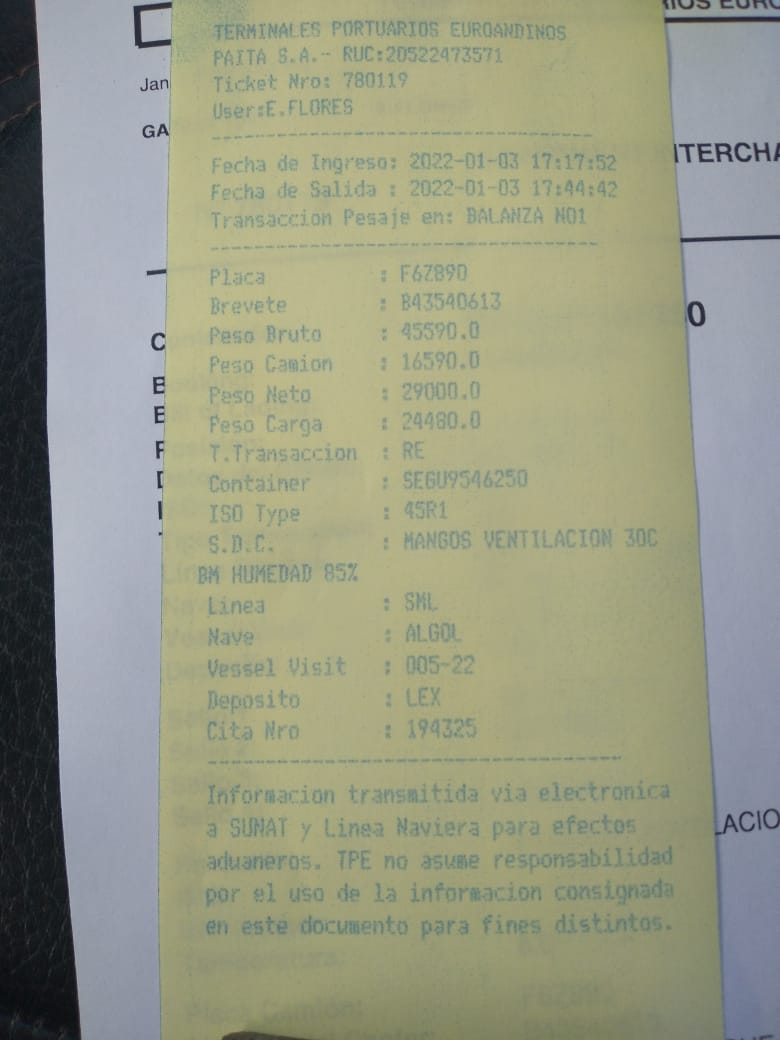 TERMINALES PORTUARIOS EUROANDINOS
PAITA S.A.- RUC:20522473571
Ticket Nro: 780119
User:E.FLORES
Fecha de Ingreso: 2022-01-03 17:17:52
Fecha de Salida : 2022-01-03 17:44:42
Transaccion Pesaje en: BALANZA NO1
Placa : F6Z890
Brevete : B43540613
Peso Bruto : 45590.0
Peso Camion : 16590.0
Peso Neto : 29000.0
Peso Carga : 24480.0
T.Transaccion : RE
Container : SEGU9546250
ISO Type : 45R1
S.D.C. : MANGOS VENTILACION 30C
BM HUMEDAD 85%
Linea : SML
Nave : ALGOL
Vessel Visit : 005-22
Deposito : LEX
Cita Nro : 194325
Informacion transmitida via electronica
a SUNAT y Linea Naviera para efectos
aduaneros. TPE no asume responsabilidad
por el uso de la informacion consignada
en este documento para fines distintos.